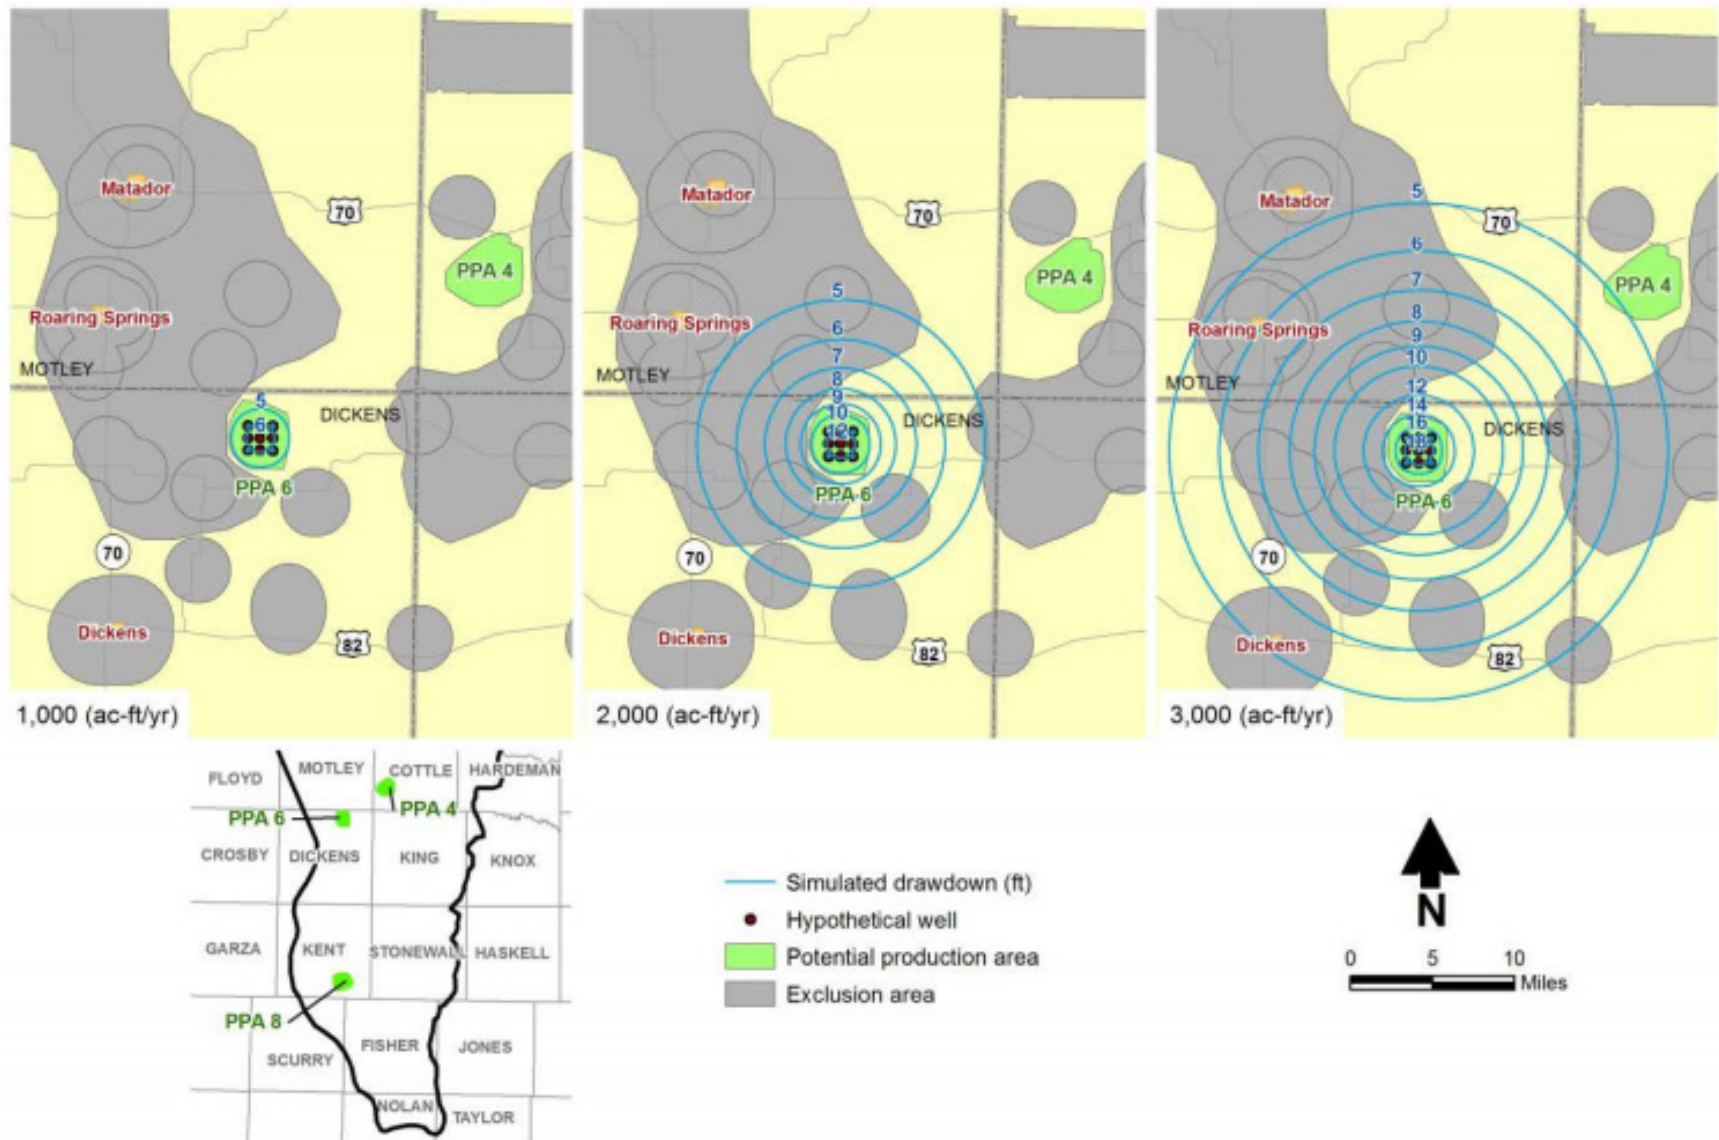 Matador
70
PPA 4
Roaring Springs
MOTLEY
5
6
DICKENS
PPA 6
70
Dickens
82
1,000 (ac-ft/yr)
Matador
70
PPA 4
5
Roaring Springs
6
7
MOTLEY
8
9
10
DICKENS
12
PPA 6
70
Dickens
82
2,000 (ac-ft/yr)
5
Matador
70
6
7
PPA 4
8
Roaring Springs
9
10
MOTLEY
12
14
16
DICKENS
18
PPA 6
70
Dickens
82
3,000 (ac-ft/yr)
FLOYD
MOTLEY
COTTLE
HARDEMAN
PPA 4
PPA 6
CROSBY
DICKENS
KING
KNOX
GARZA
KENT
STONEWALL
HASKELL
PPA 8
SCURRY
FISHER
JONES
NOLAN
TAYLOR
Simulated drawdown (ft)
Hypothetical well
Potential production area
Exclusion area
N
0 5 10
Miles